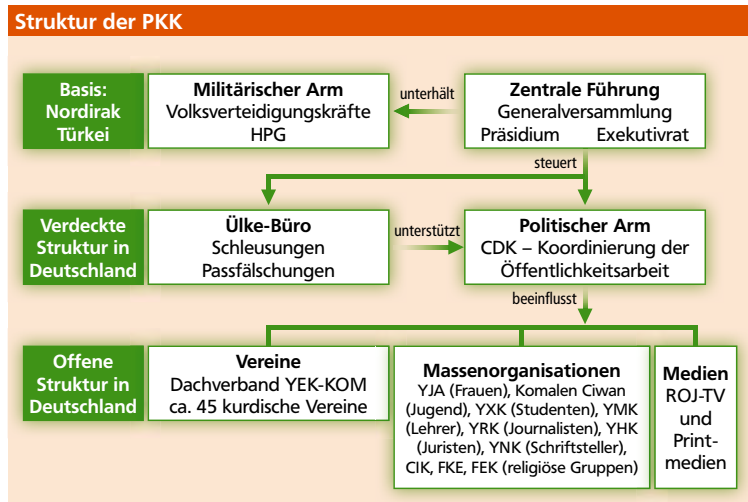 Struktur der PKK
Basis:
Nordirak
Türkei
Militärischer Arm
Volksverteidigungskräfte
HPG
unterhält
Zentrale Führung
Generalversammlung
Präsidium Exekutivrat
steuert
Verdeckte
Struktur in
Deutschland
Ülke-Büro
Schleusungen
Passfälschungen
unterstützt
Politischer Arm
CDK – Koordinierung der
Öffentlichkeitsarbeit
beeinflusst
Offene
Struktur in
Deutschland
Vereine
Dachverband YEK-KOM
ca. 45 kurdische Vereine
Massenorganisationen
YJA (Frauen), Komalen Ciwan
(Jugend), YXK (Studenten), YMK
(Lehrer), YRK (Journalisten), YHK
(Juristen), YNK (Schriftsteller),
CIK, FKE, FEK (religiöse Gruppen)
Medien
ROJ-TV
und
Print-
medien